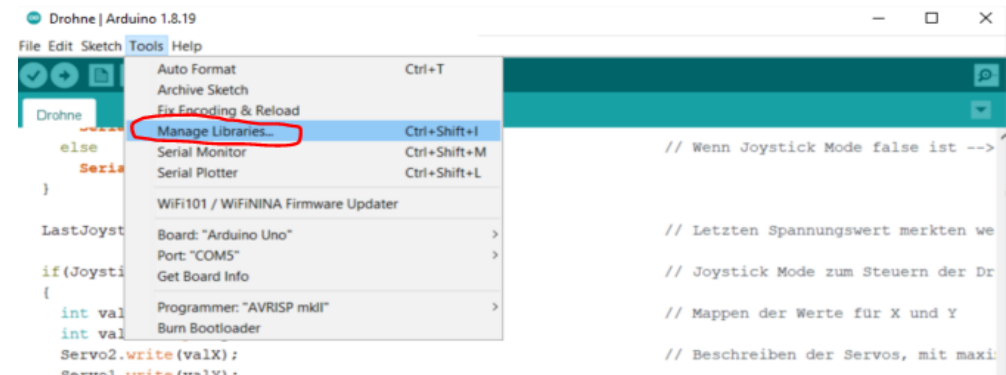 Drohne | Arduino 1.8.19
File Edit Sketch Tools Help
Auto Format Ctrl+T
Archive Sketch
Fix Encoding & Reload
Drohne
Manage Libraries... Ctrl+Shift+I
else // Wenn Joystick Mode false ist -->
Serial Monitor Ctrl+Shift+M
Seria
Serial Plotter Ctrl+Shift+L
}
WiFi101 / WiFiNINA Firmware Updater
LastJoyst // Letzten Spannungswert merkten we
Board: "Arduino Uno" >
Port: "COM5" >
if(Joysti // Joystick Mode zum Steuern der Dr
Get Board Info
{
Programmer: "AVRISP mkII" >
int val // Mappen der Werte für X und Y
Burn Bootloader
int val
Servo2.write(valX); // Beschreiben der Servos, mit maxi